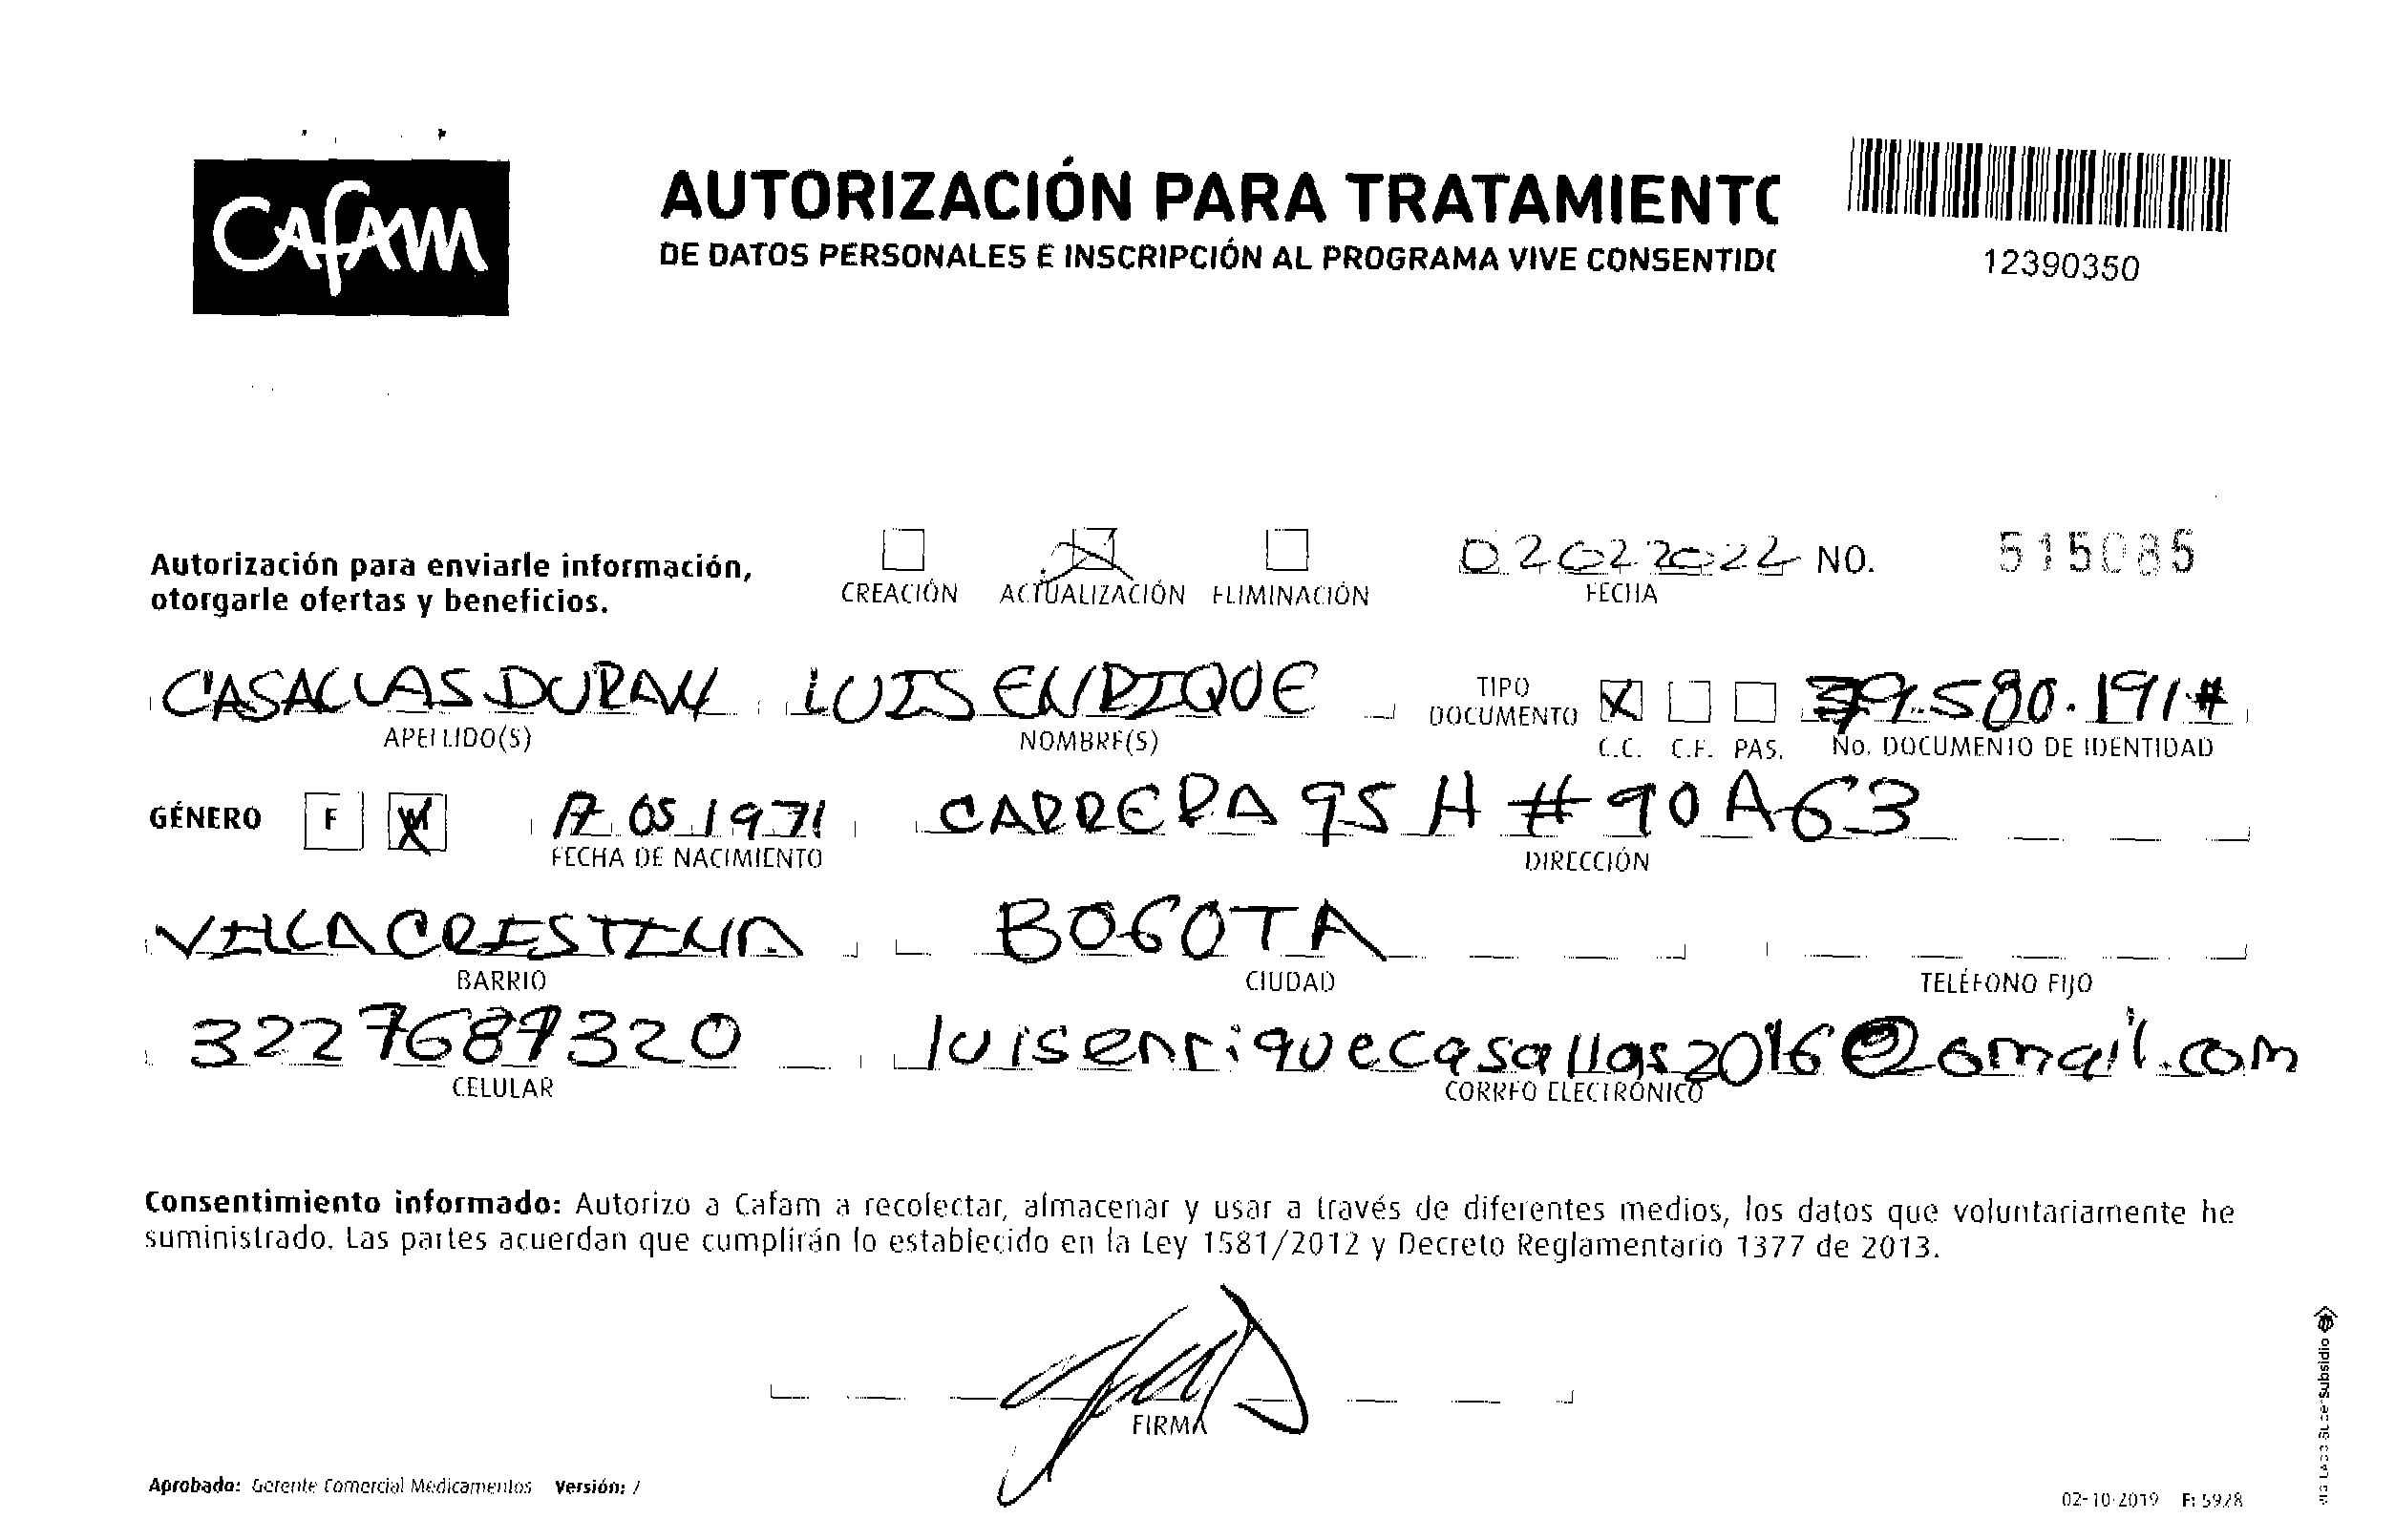 Cafam
AUTORIZACIÓN PARA TRATAMIENTO
DE DATOS PERSONALES E INSCRIPCIÓN AL PROGRAMA VIVE CONSENTIDO
12390350
Autorización para enviarle información,
otorgarle ofertas y beneficios.
CREACIÓN ACTUALIZACIÓN ELIMINACIÓN
02022022 NO. 515085
FECHA
CASALLAS DURAN LUIS ENRIQUE TIPO DOCUMENTO X 79.580.191#
APELLIDO(S) NOMBRE(S) C.C. C.E. PAS. No. DOCUMENTO DE IDENTIDAD
GÉNERO F M 17 05 1971 CARRERA 95 H # 90 A 63
FECHA DE NACIMIENTO DIRECCIÓN
VILLA CRISTINA BOGOTA
BARRIO CIUDAD TELÉFONO FIJO
3227687320 luisenriquecasallas2016@gmail.com
CELULAR CORREO ELECTRÓNICO
Consentimiento informado: Autorizo a Cafam a recolectar, almacenar y usar a través de diferentes medios, los datos que voluntariamente he
suministrado. Las partes acuerdan que cumplirán lo establecido en la Ley 1581/2012 y Decreto Reglamentario 1377 de 2013.
FIRMA
Aprobado: Gerente Comercial Medicamentos Versión: 7
02-10-2019 F: 5928
VIGILADO SuperSubsidio